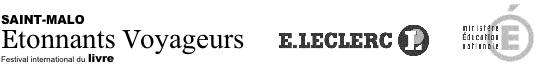 SAINT-MALO
Etonnants Voyageurs
Festival international du livre
E.LECLERC L
ministère
Éducation
nationale
é